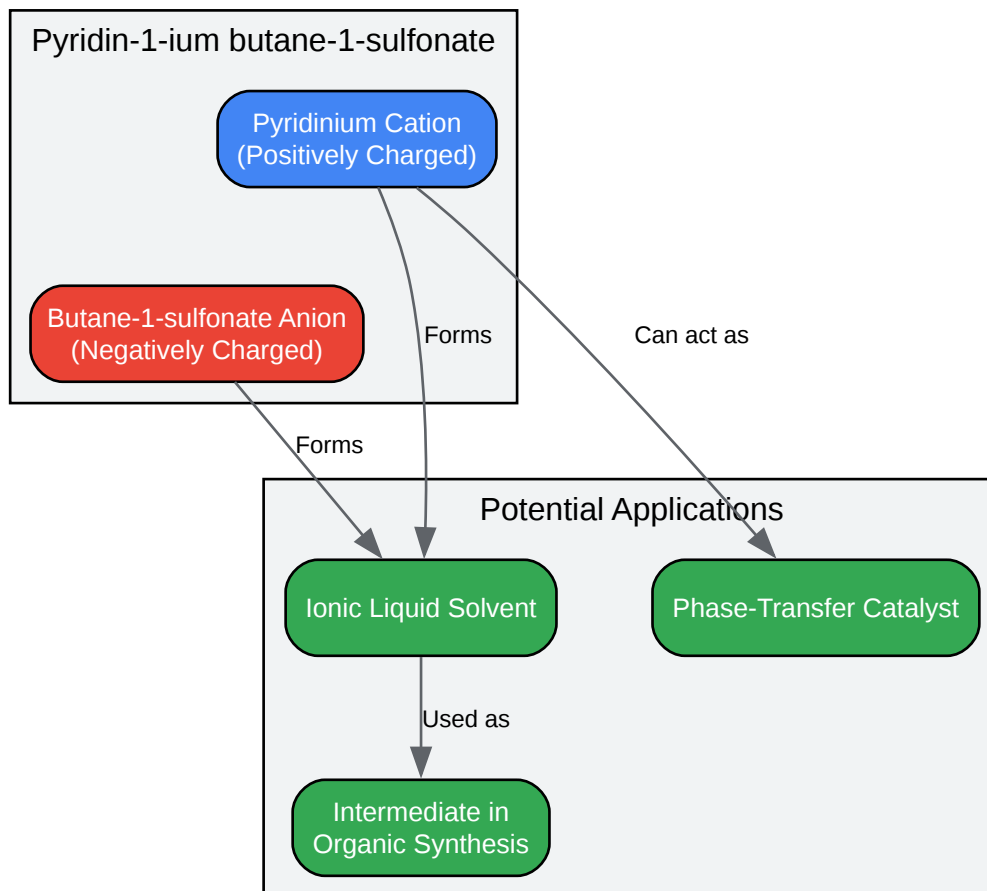 Pyridin-1-ium butane-1-sulfonate
Pyridinium Cation
(Positively Charged)
Butane-1-sulfonate Anion
(Negatively Charged)
Forms
Can act as
Forms
Potential Applications
Ionic Liquid Solvent
Phase-Transfer Catalyst
Used as
Intermediate in
Organic Synthesis